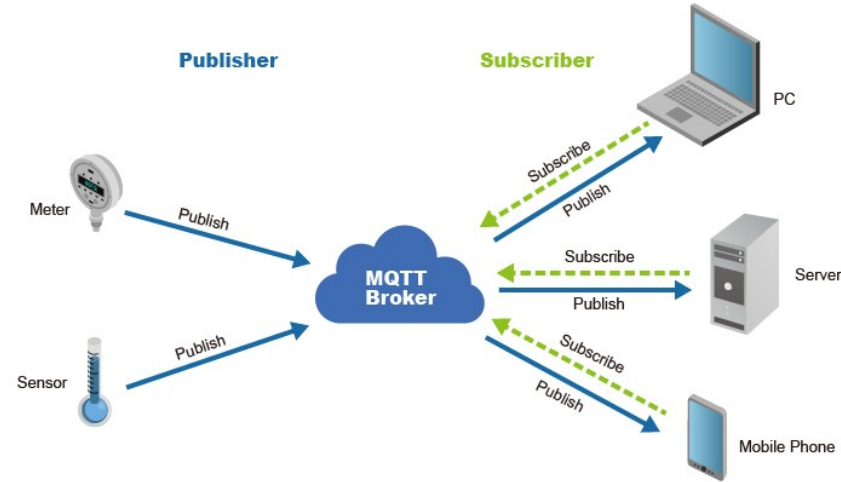 Publisher
Subscriber
PC
Subscribe
Publish
Meter
Publish
MQTT
Broker
Subscribe
Server
Publish
Sensor
Publish
Subscribe
Publish
Mobile Phone